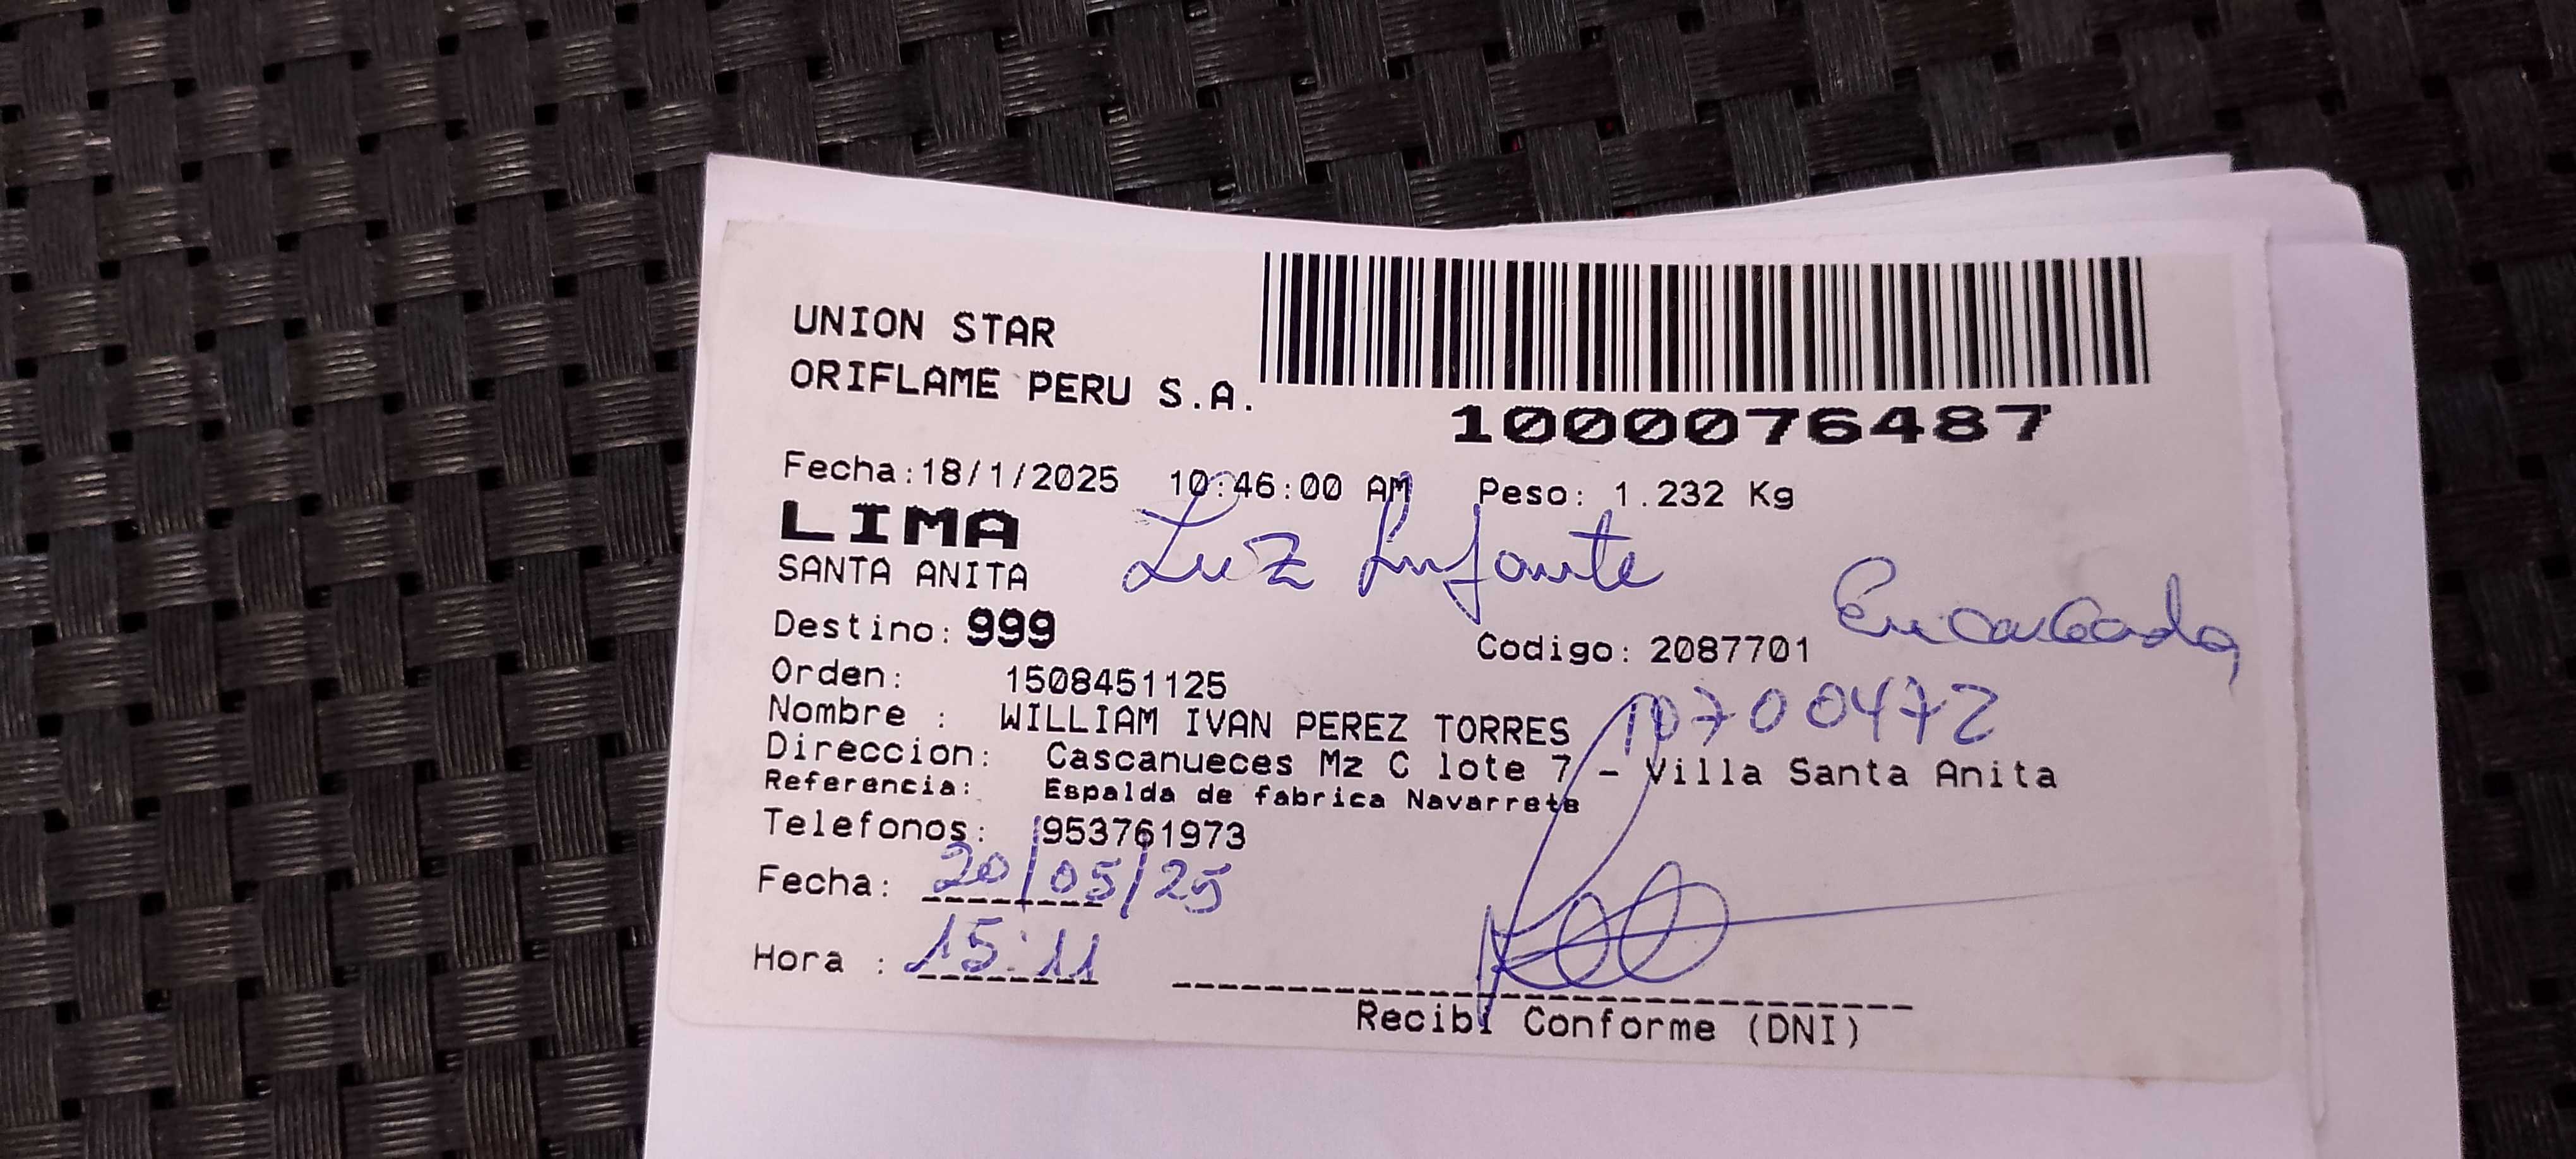 UNION STAR
ORIFLAME PERU S.A.
1000076487
Fecha:18/1/2025 10:46:00 AM Peso: 1.232 Kg
LIMA
SANTA ANITA
Luz Infante
Encargada
Destino: 999
Codigo: 2087701
Orden: 1508451125
10700472
Nombre : WILLIAM IVAN PEREZ TORRES
Direccion: Cascanueces Mz C lote 7 - Villa Santa Anita
Referencia: Espalda de fabrica Navarrete
Telefonos: 953761973
Fecha: 20/05/25
Hora : 15:11
Recibi Conforme (DNI)